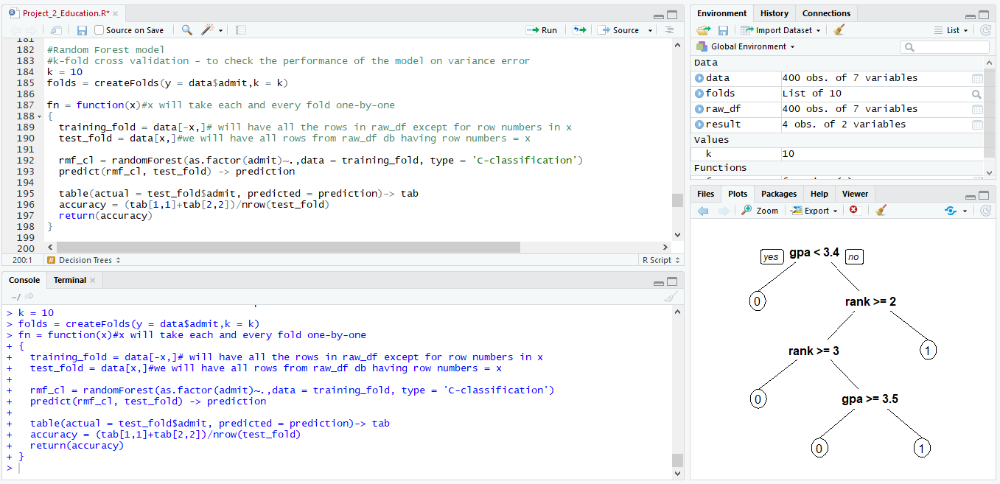 Project_2_Education.R*
Source on Save
Run
Source
182 #Random Forest model
183 #k-fold cross validation - to check the performance of the model on variance error
184 k = 10
185 folds = createFolds(y = data$admit,k = k)
186
187 fn = function(x)#x will take each and every fold one-by-one
188 {
189 training_fold = data[-x,]# will have all the rows in raw_df except for row numbers in x
190 test_fold = data[x,]#we will have all rows from raw_df db having row numbers = x
191
192 rmf_cl = randomForest(as.factor(admit)~.,data = training_fold, type = 'C-classification')
193 predict(rmf_cl, test_fold) -> prediction
194
195 table(actual = test_fold$admit, predicted = prediction)-> tab
196 accuracy = (tab[1,1]+tab[2,2])/nrow(test_fold)
197 return(accuracy)
198 }
199
200
200:1 # Decision Trees R Script
Console Terminal
~/
> k = 10
> folds = createFolds(y = data$admit,k = k)
> fn = function(x)#x will take each and every fold one-by-one
+ {
+ training_fold = data[-x,]# will have all the rows in raw_df except for row numbers in x
+ test_fold = data[x,]#we will have all rows from raw_df db having row numbers = x
+
+ rmf_cl = randomForest(as.factor(admit)~.,data = training_fold, type = 'C-classification')
+ predict(rmf_cl, test_fold) -> prediction
+
+ table(actual = test_fold$admit, predicted = prediction)-> tab
+ accuracy = (tab[1,1]+tab[2,2])/nrow(test_fold)
+ return(accuracy)
+ }
>
Environment History Connections
Import Dataset List
Global Environment
Data
data 400 obs. of 7 variables
folds List of 10
raw_df 400 obs. of 7 variables
result 4 obs. of 2 variables
Values
k 10
Functions
Files Plots Packages Help Viewer
Zoom Export
yes gpa < 3.4 no
0 rank >= 2
rank >= 3 1
0 gpa >= 3.5
0 1